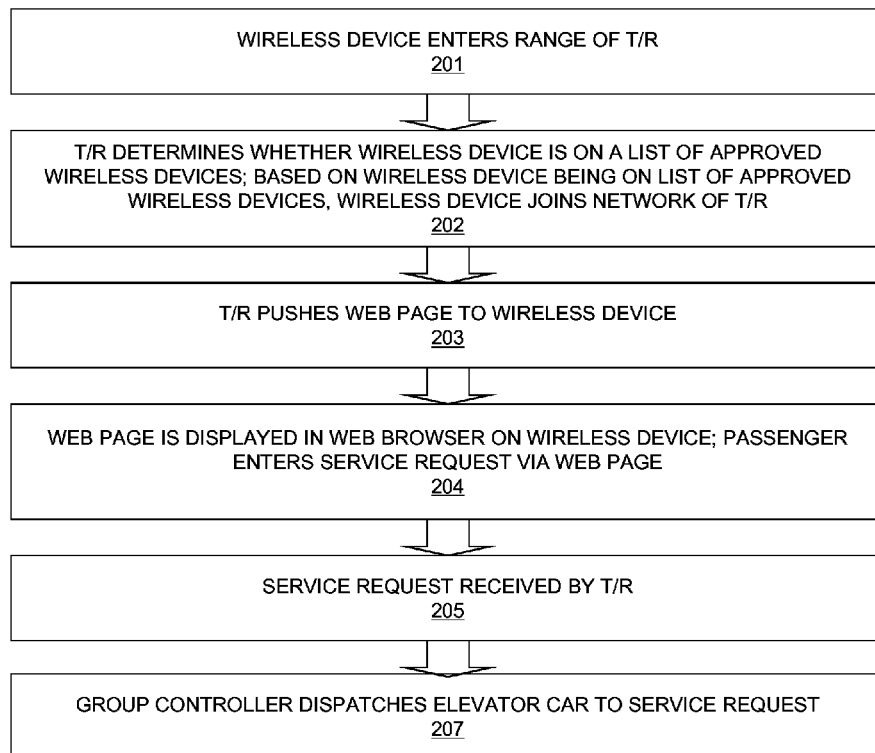 WIRELESS DEVICE ENTERS RANGE OF T/R
201
T/R DETERMINES WHETHER WIRELESS DEVICE IS ON A LIST OF APPROVED
WIRELESS DEVICES; BASED ON WIRELESS DEVICE BEING ON LIST OF APPROVED
WIRELESS DEVICES, WIRELESS DEVICE JOINS NETWORK OF T/R
202
T/R PUSHES WEB PAGE TO WIRELESS DEVICE
203
WEB PAGE IS DISPLAYED IN WEB BROWSER ON WIRELESS DEVICE; PASSENGER
ENTERS SERVICE REQUEST VIA WEB PAGE
204
SERVICE REQUEST RECEIVED BY T/R
205
GROUP CONTROLLER DISPATCHES ELEVATOR CAR TO SERVICE REQUEST
207